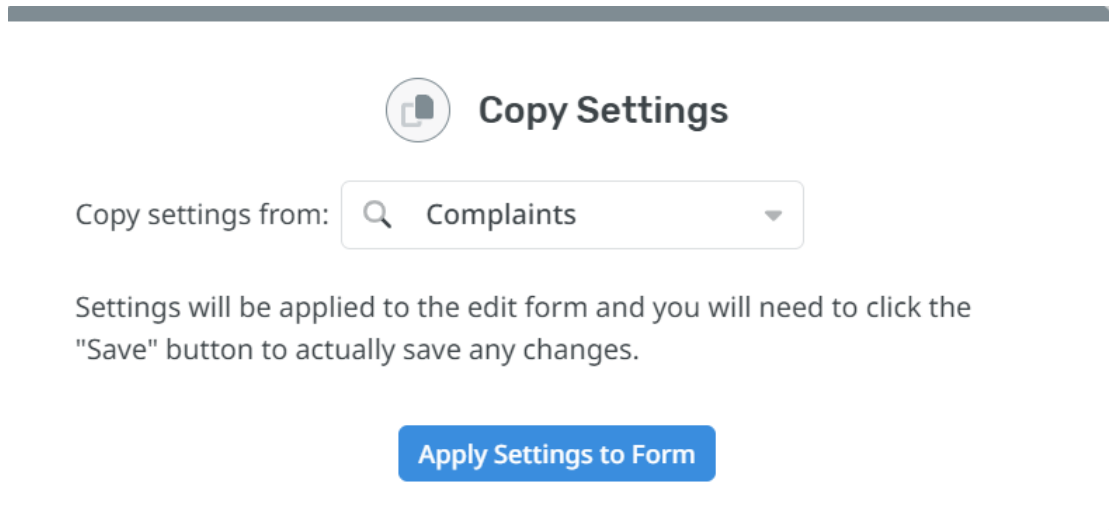 Copy Settings
Copy settings from: Complaints
Settings will be applied to the edit form and you will need to click the
"Save" button to actually save any changes.
Apply Settings to Form